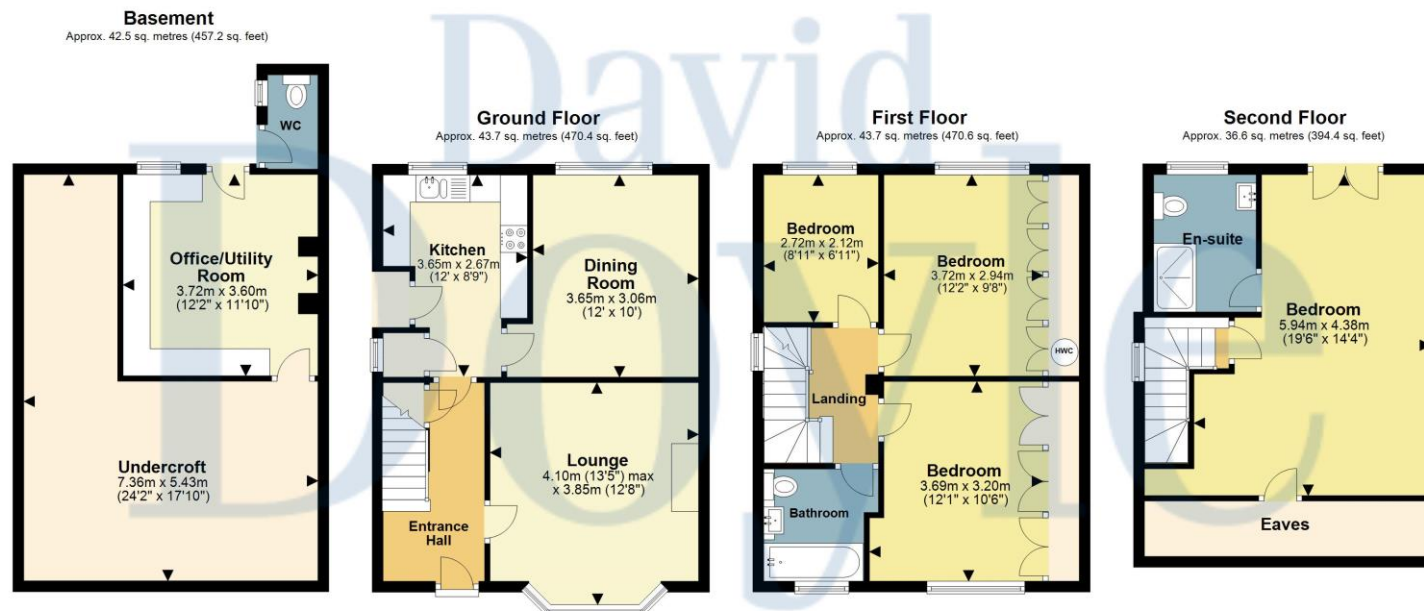 David
Doyle
Basement
Approx. 42.5 sq. metres (457.2 sq. feet)
WC
Office/Utility
Room
3.72m x 3.60m
(12'2" x 11'10")
Undercroft
7.36m x 5.43m
(24'2" x 17'10")
Ground Floor
Approx. 43.7 sq. metres (470.4 sq. feet)
Kitchen
3.65m x 2.67m
(12' x 8'9")
Dining
Room
3.65m x 3.06m
(12' x 10')
Lounge
4.10m (13'5") max
x 3.85m (12'8")
Entrance
Hall
First Floor
Approx. 43.7 sq. metres (470.6 sq. feet)
Bedroom
2.72m x 2.12m
(8'11" x 6'11")
Bedroom
3.72m x 2.94m
(12'2" x 9'8")
HWC
Landing
Bedroom
3.69m x 3.20m
(12'1" x 10'6")
Bathroom
Second Floor
Approx. 36.6 sq. metres (394.4 sq. feet)
En-suite
Bedroom
5.94m x 4.38m
(19'6" x 14'4")
Eaves